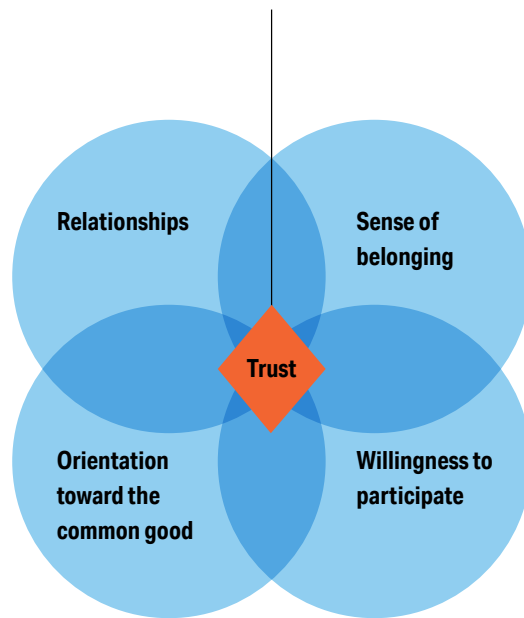 Relationships
Sense of
belonging
Trust
Orientation
toward the
common good
Willingness to
participate